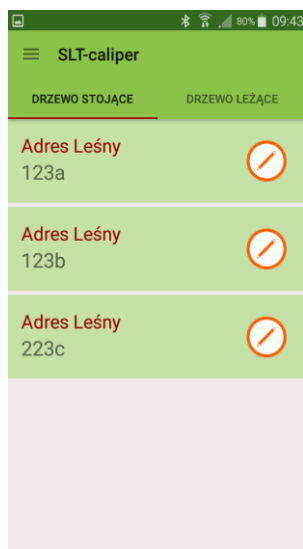 80% 09:43
SLT-caliper
DRZEWO STOJĄCE DRZEWO LEŻĄCE
Adres Leśny
123a
Adres Leśny
123b
Adres Leśny
223c